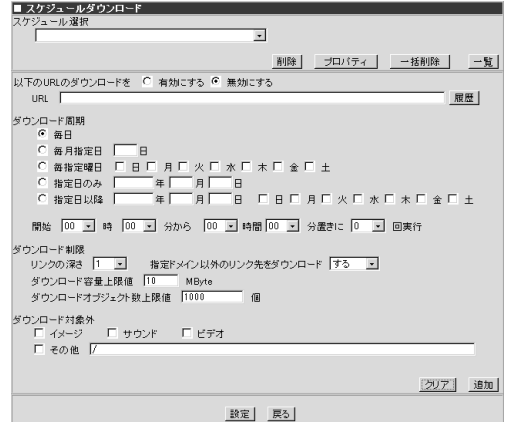 ■ スケジュールダウンロード
スケジュール選択
削除 プロパティ 一括削除 一覧
以下のURLのダウンロードを 有効にする 無効にする
URL 履歴
ダウンロード周期
毎日
毎月指定日 日
毎指定曜日 日 月 火 水 木 金 土
指定日のみ 年 月 日
指定日以降 年 月 日 日 月 火 水 木 金 土
開始 00 時 00 分から 00 時間 00 分置きに 0 回実行
ダウンロード制限
リンクの深さ 1 指定ドメイン以外のリンク先をダウンロード する
ダウンロード容量上限値 10 MByte
ダウンロードオブジェクト数上限値 1000 個
ダウンロード対象外
イメージ サウンド ビデオ
その他 /
クリア 追加
設定 戻る